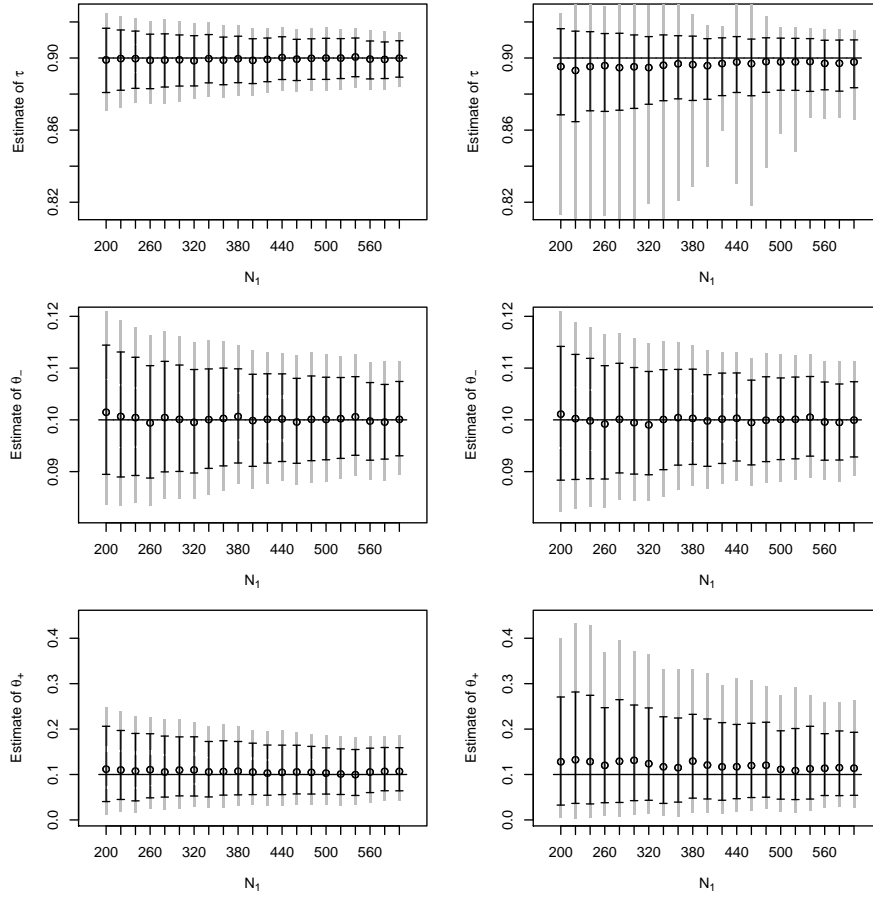 Estimate of τ
0.82 0.86 0.90
200 260 320 380 440 500 560
N₁
Estimate of τ
0.82 0.86 0.90
200 260 320 380 440 500 560
N₁
Estimate of θ₋
0.09 0.10 0.11 0.12
200 260 320 380 440 500 560
N₁
Estimate of θ₋
0.09 0.10 0.11 0.12
200 260 320 380 440 500 560
N₁
Estimate of θ₊
0.0 0.1 0.2 0.3 0.4
200 260 320 380 440 500 560
N₁
Estimate of θ₊
0.0 0.1 0.2 0.3 0.4
200 260 320 380 440 500 560
N₁